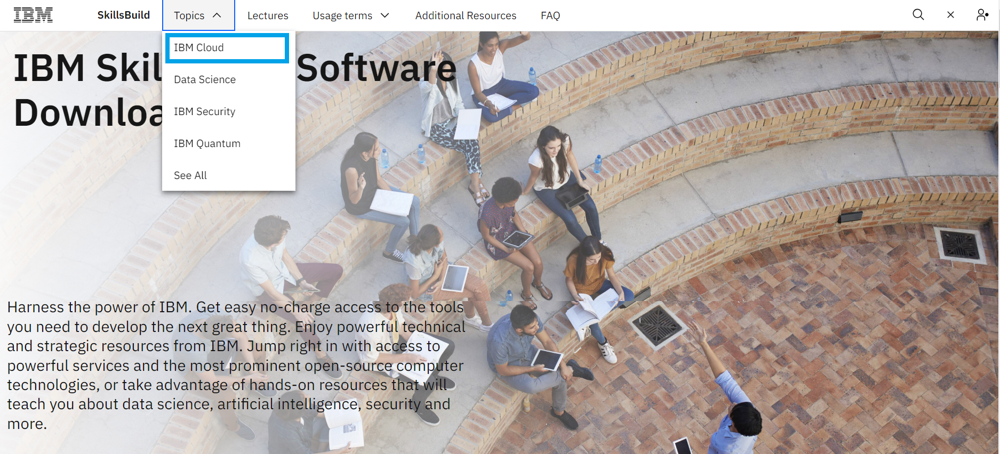 IBM
SkillsBuild
Topics
Lectures
Usage terms
Additional Resources
FAQ
IBM Cloud
Data Science
IBM Security
IBM Quantum
See All
IBM Skil Software
Downloa
Harness the power of IBM. Get easy no-charge access to the tools
you need to develop the next great thing. Enjoy powerful technical
and strategic resources from IBM. Jump right in with access to
powerful services and the most prominent open-source computer
technologies, or take advantage of hands-on resources that will
teach you about data science, artificial intelligence, security and
more.